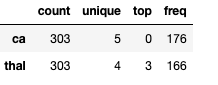 count unique top freq
ca 303 5 0 176
thal 303 4 3 166